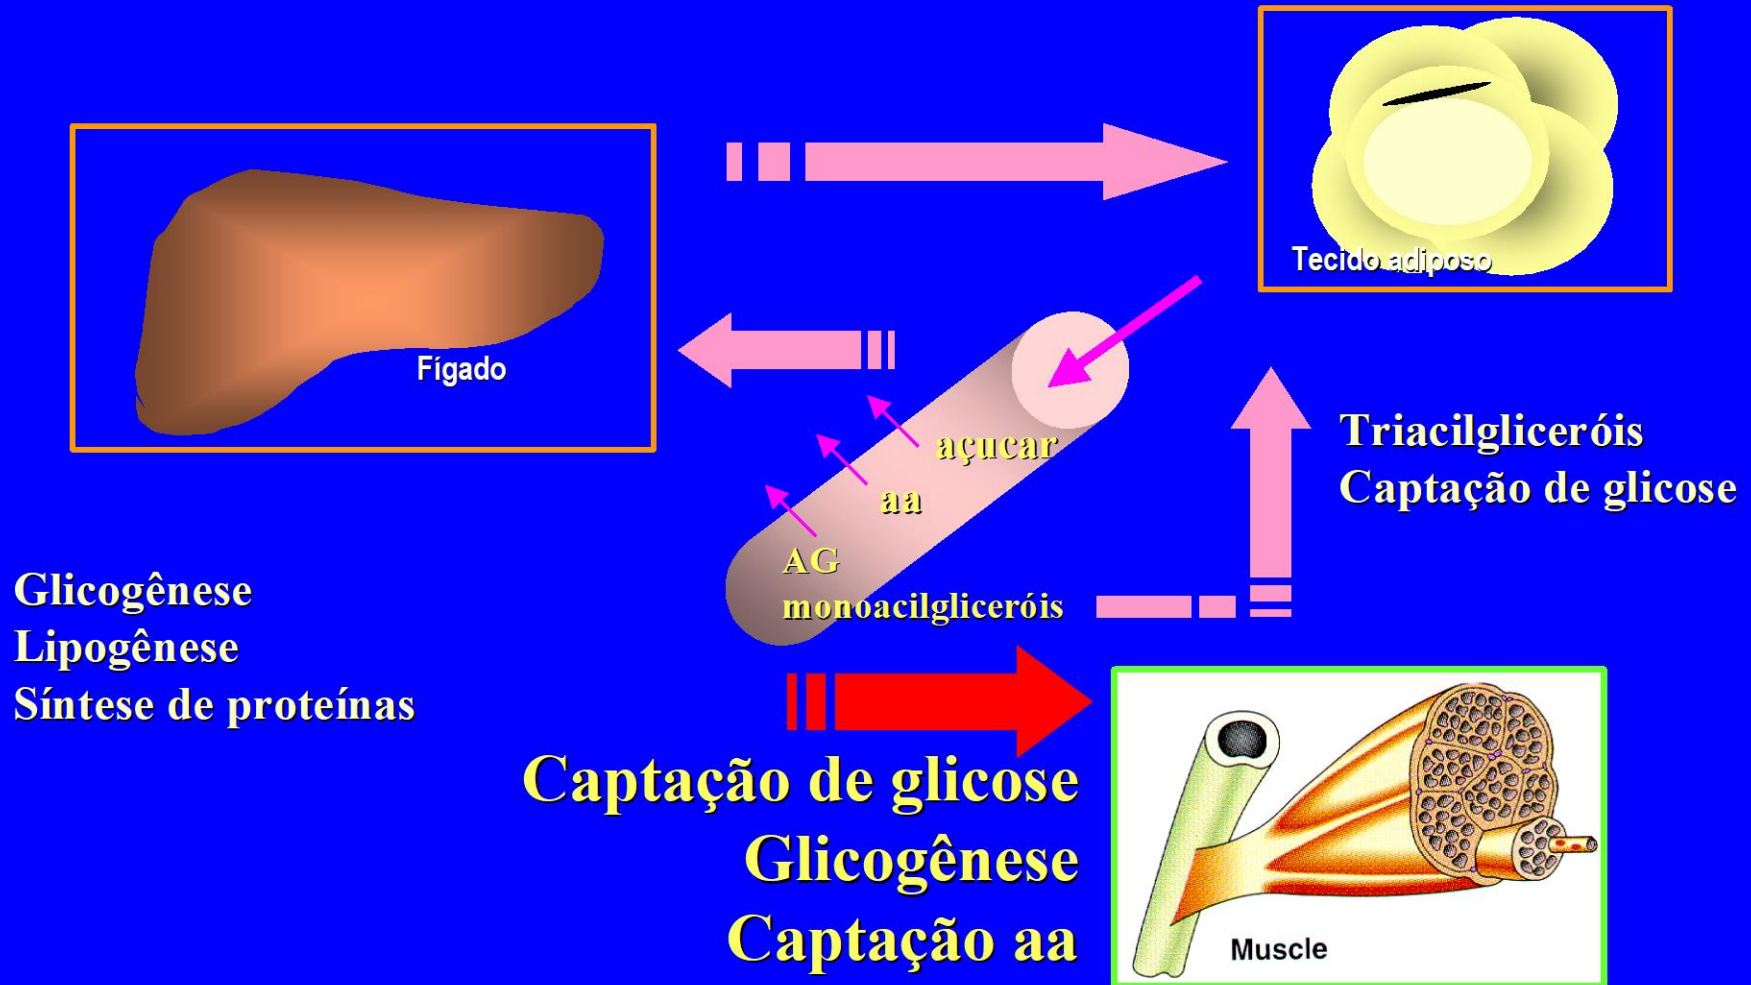 Tecido adiposo
Fígado
açucar
aa
AG
monoacilgliceróis
Triacilgliceróis
Captação de glicose
Glicogênese
Lipogênese
Síntese de proteínas
Captação de glicose
Glicogênese
Captação aa
Muscle